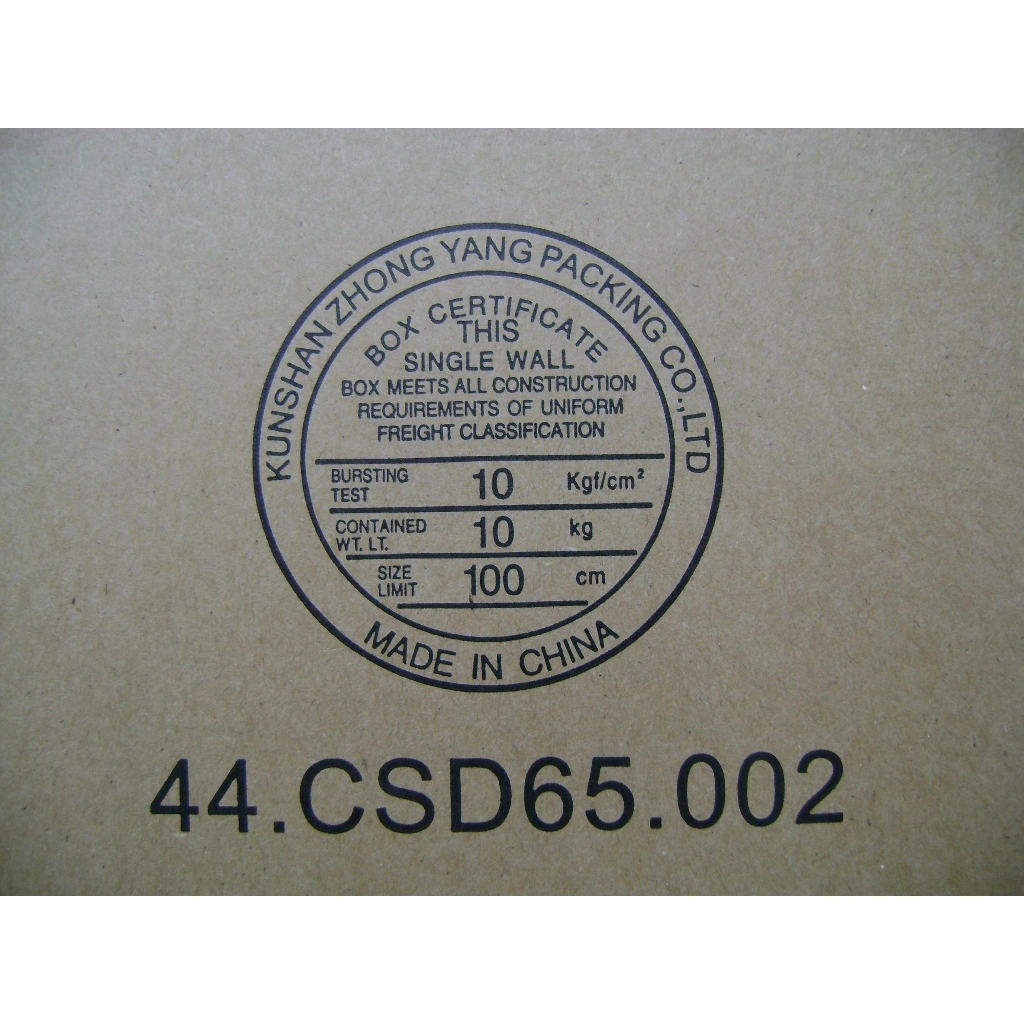 KUNSHAN ZHONG YANG PACKING CO.,LTD
BOX CERTIFICATE
THIS
SINGLE WALL
BOX MEETS ALL CONSTRUCTION
REQUIREMENTS OF UNIFORM
FREIGHT CLASSIFICATION
BURSTING TEST 10 Kgf/cm²
CONTAINED WT. LT. 10 kg
SIZE LIMIT 100 cm
MADE IN CHINA
44.CSD65.002